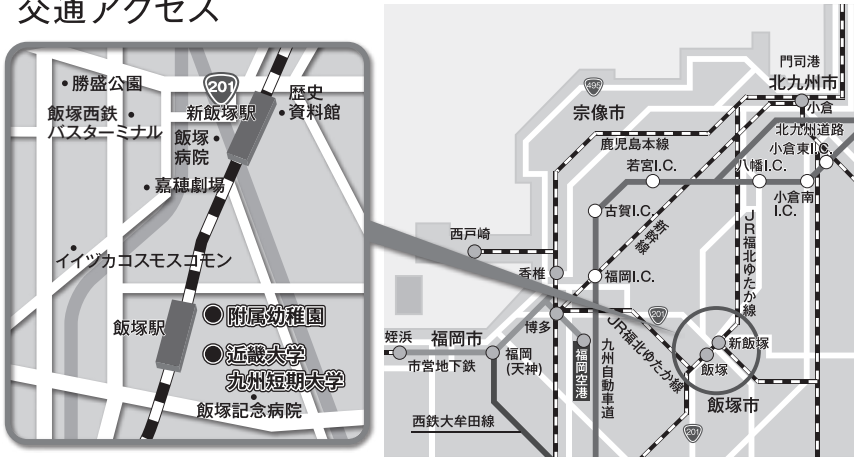 交通アクセス
201
勝盛公園
新飯塚駅
歴史
資料館
飯塚西鉄
バスターミナル
飯塚
病院
嘉穂劇場
イイヅカコスモスコモン
飯塚駅
附属幼稚園
近畿大学
九州短期大学
飯塚記念病院
495
宗像市
門司港
北九州市
小倉
北九州道路
小倉東I.C.
鹿児島本線
若宮I.C.
八幡I.C.
小倉南
I.C.
古賀I.C.
新幹線
JR福北ゆたか線
西戸崎
香椎
福岡I.C.
博多
201
姪浜
福岡市
市営地下鉄
福岡
(天神)
福岡空港
九州自動車道
JR福北ゆたか線
新飯塚
飯塚
飯塚市
西鉄大牟田線
201